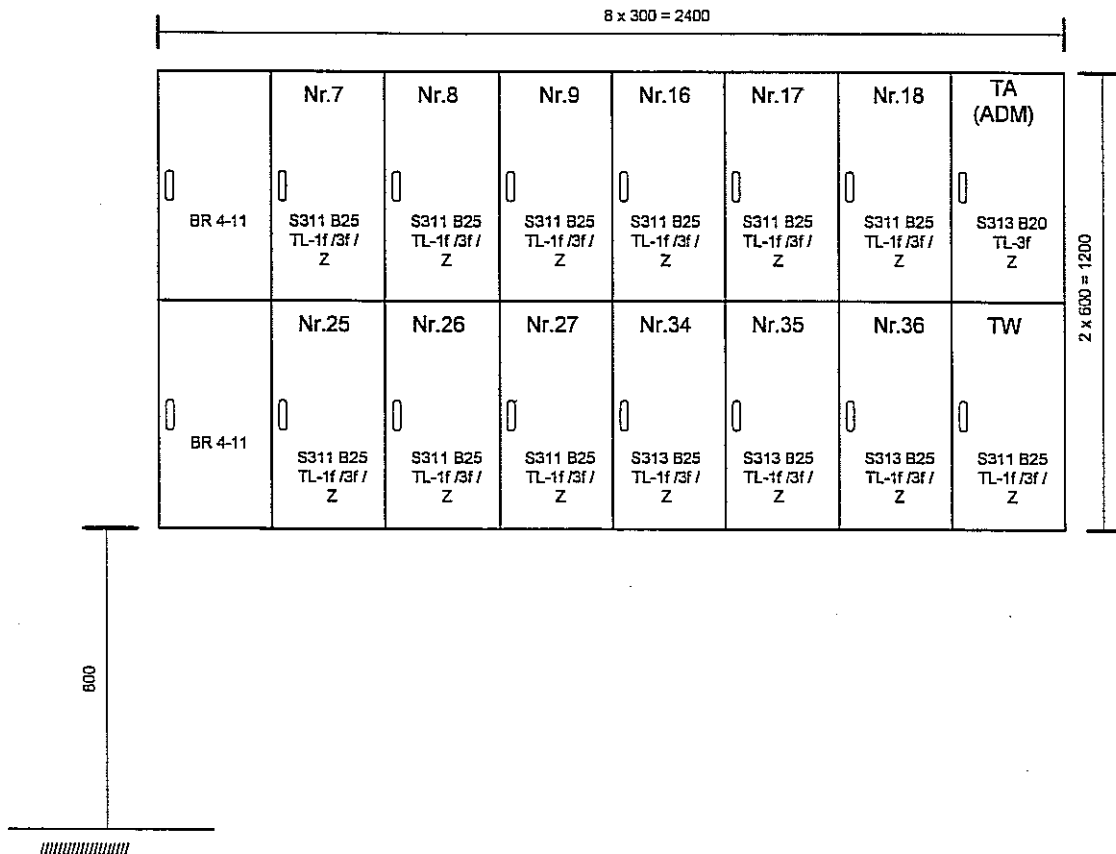 8 x 300 = 2400
Nr.7
Nr.8
Nr.9
Nr.16
Nr.17
Nr.18
TA
(ADM)
BR 4-11
S311 B25
TL-1f /3f /
Z
S311 B25
TL-1f /3f /
Z
S311 B25
TL-1f /3f /
Z
S311 B25
TL-1f /3f /
Z
S311 B25
TL-1f /3f /
Z
S311 B25
TL-1f /3f /
Z
S313 B20
TL-3f
Z
2 x 600 = 1200
Nr.25
Nr.26
Nr.27
Nr.34
Nr.35
Nr.36
TW
BR 4-11
S311 B25
TL-1f /3f /
Z
S311 B25
TL-1f /3f /
Z
S311 B25
TL-1f /3f /
Z
S313 B25
TL-1f /3f /
Z
S313 B25
TL-1f /3f /
Z
S313 B25
TL-1f /3f /
Z
S311 B25
TL-1f /3f /
Z
600